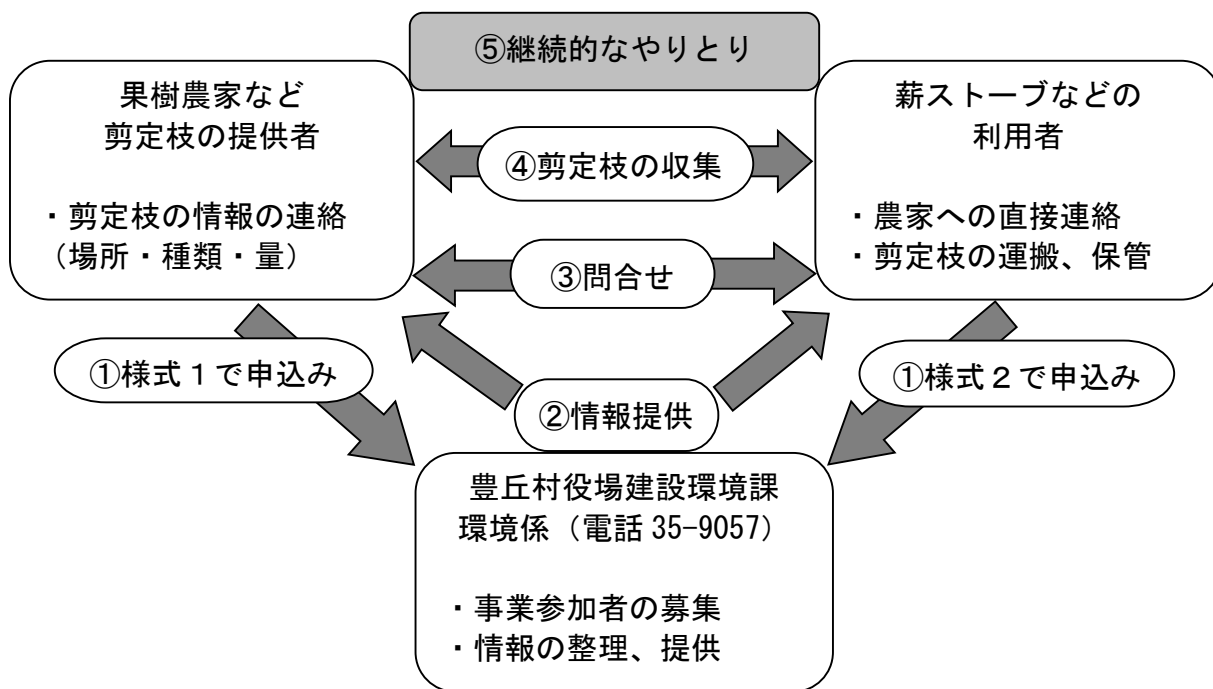 ⑤継続的なやりとり
果樹農家など
剪定枝の提供者
・剪定枝の情報の連絡
（場所・種類・量）
薪ストーブなどの
利用者
・農家への直接連絡
・剪定枝の運搬、保管
④剪定枝の収集
③問合せ
①様式１で申込み
①様式２で申込み
②情報提供
豊丘村役場建設環境課
環境係（電話 35-9057）
・事業参加者の募集
・情報の整理、提供